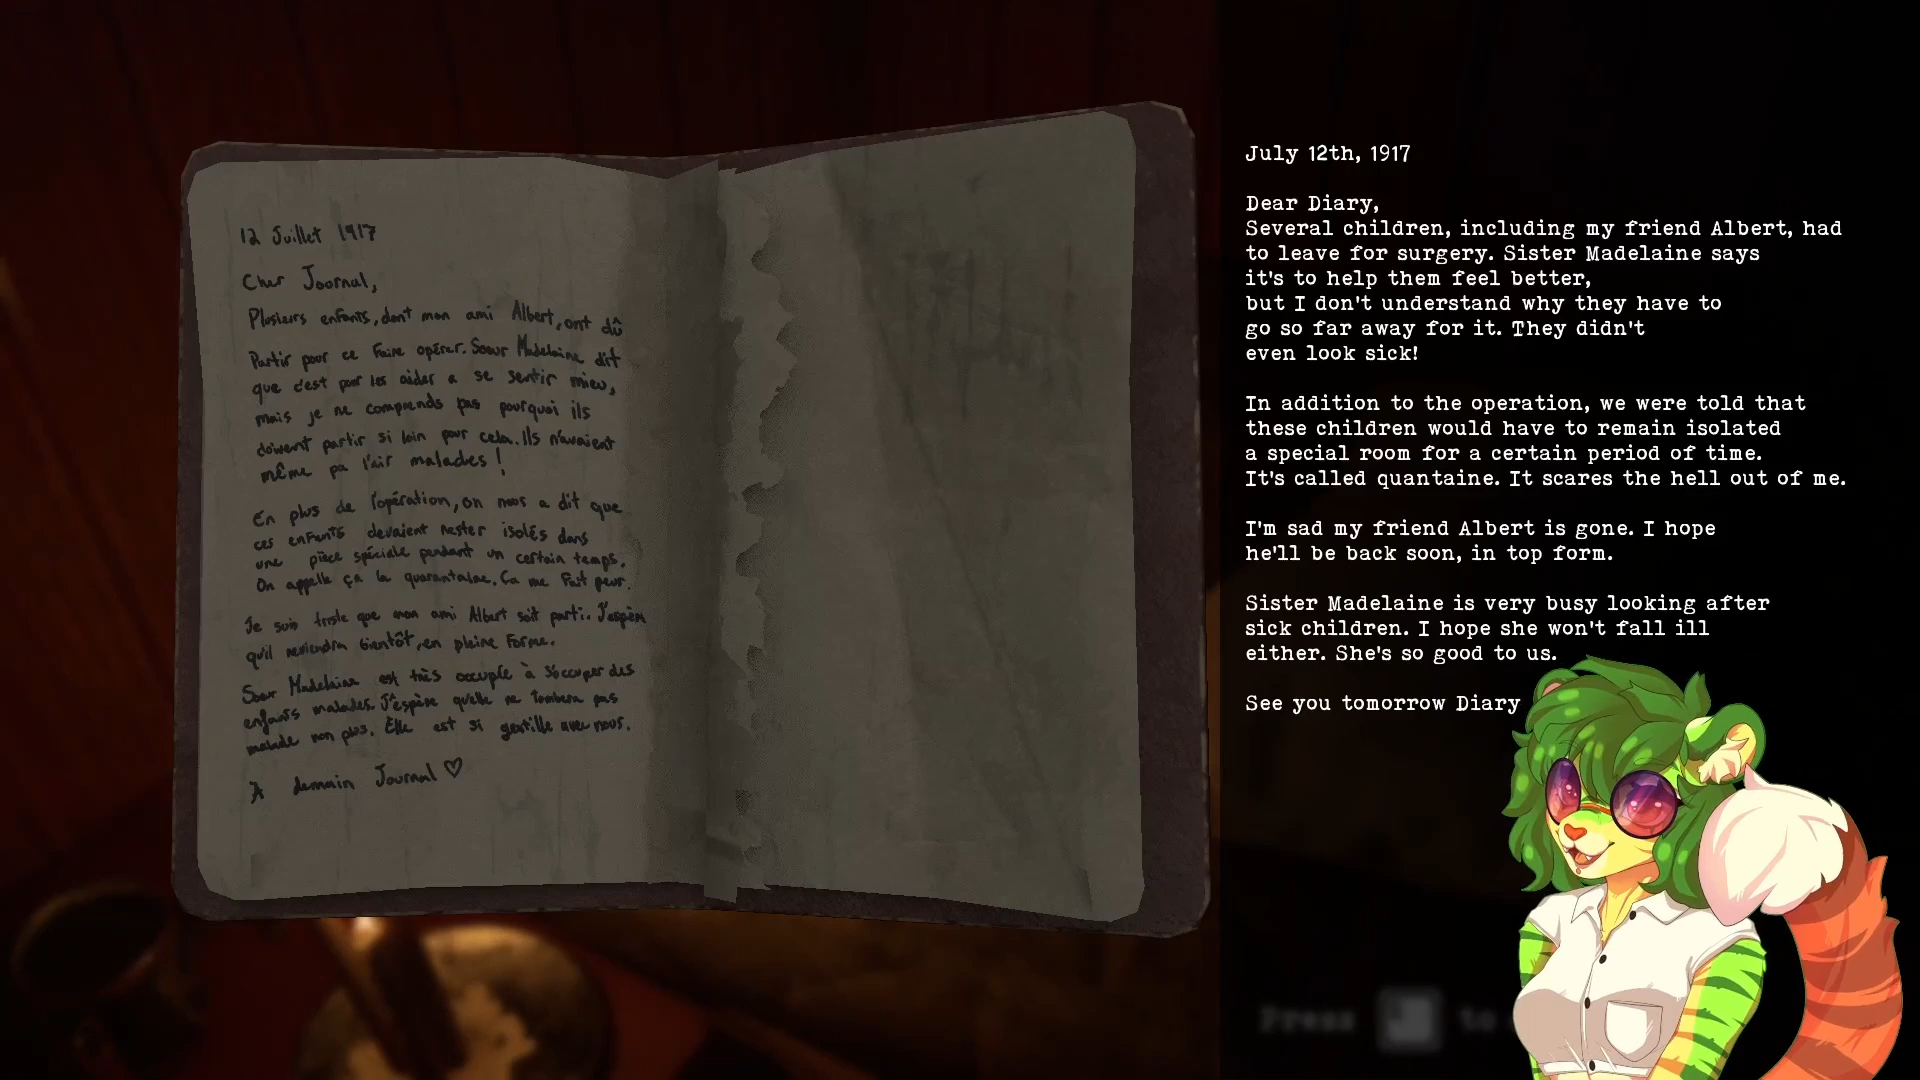 12 Juillet 1917
Cher Joornal,
Plosieurs enfants, dont mon ami Albert, ont dû
Partir pour ce Faire opérer. Soeur Madelaine dit
que c'est pour les aider a se sentir mieu,
mais je ne comprends pas pourquoi ils
doivent partir si loin pour cela. Ils n'avaient
même pa l'air malades !
En plus de l'opération, on nous a dit que
ces enfants devaient rester isolés dans
une pièce spéciale pendant un certain temps.
On appelle ça la quarantaine. Ca me Fait peur.
Je suis triste que mon ami Albert soit parti. J'espère
qu'il reviendra bientôt, en pleine Forme.
Soeur Madelaine est très occupée à s'occuper des
enfants malades. J'espère qu'elle ne tombera pas
malade non plus. Elle est si gentille avec nous.
A demain Journal ♡
July 12th, 1917
Dear Diary,
Several children, including my friend Albert, had
to leave for surgery. Sister Madelaine says
it's to help them feel better,
but I don't understand why they have to
go so far away for it. They didn't
even look sick!
In addition to the operation, we were told that
these children would have to remain isolated
a special room for a certain period of time.
It's called quantaine. It scares the hell out of me.
I'm sad my friend Albert is gone. I hope
he'll be back soon, in top form.
Sister Madelaine is very busy looking after
sick children. I hope she won't fall ill
either. She's so good to us.
See you tomorrow Diary
Press to